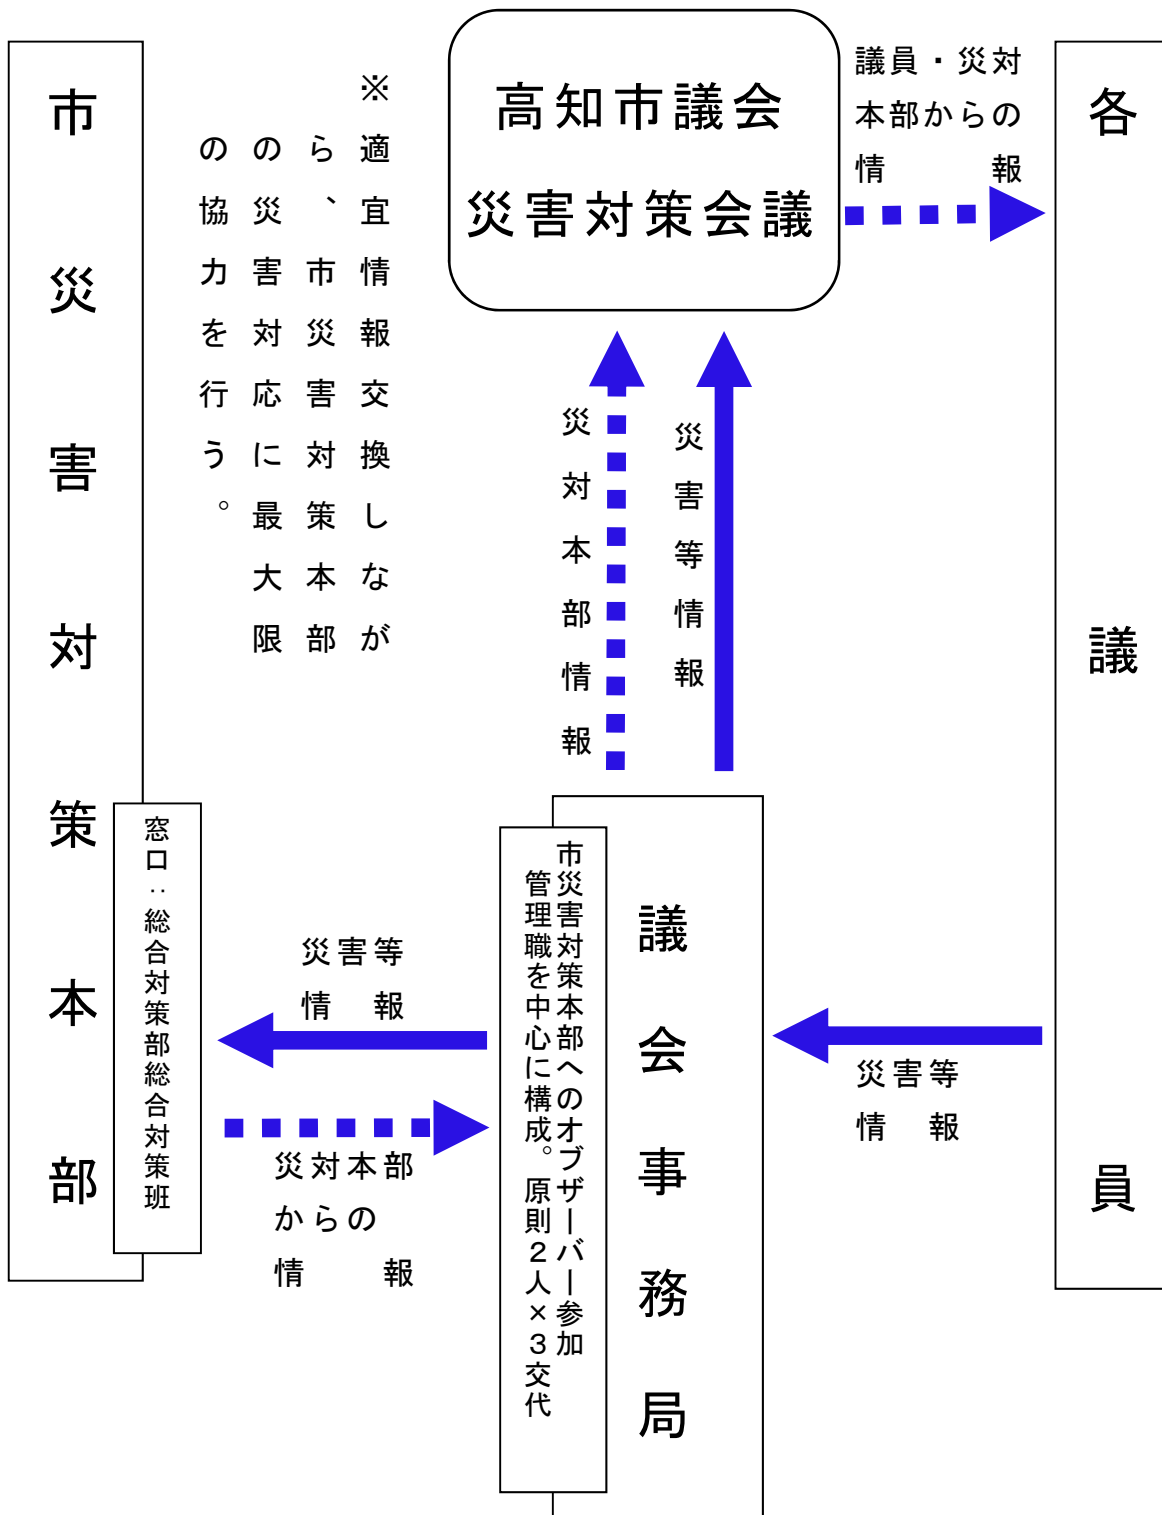 市災害対策本部
窓口：総合対策部総合対策班
※適宜情報交換しなが
ら、市災害対策本部
の災害対応に最大限
の協力を行う。
高知市議会
災害対策会議
議員・災対
本部からの
情報
各議員
災対本部情報
災害等情報
災害等
情報
災対本部
からの
情報
市災害対策本部へのオブザーバー参加
管理職を中心に構成。原則２人×３交代
議会事務局
災害等
情報